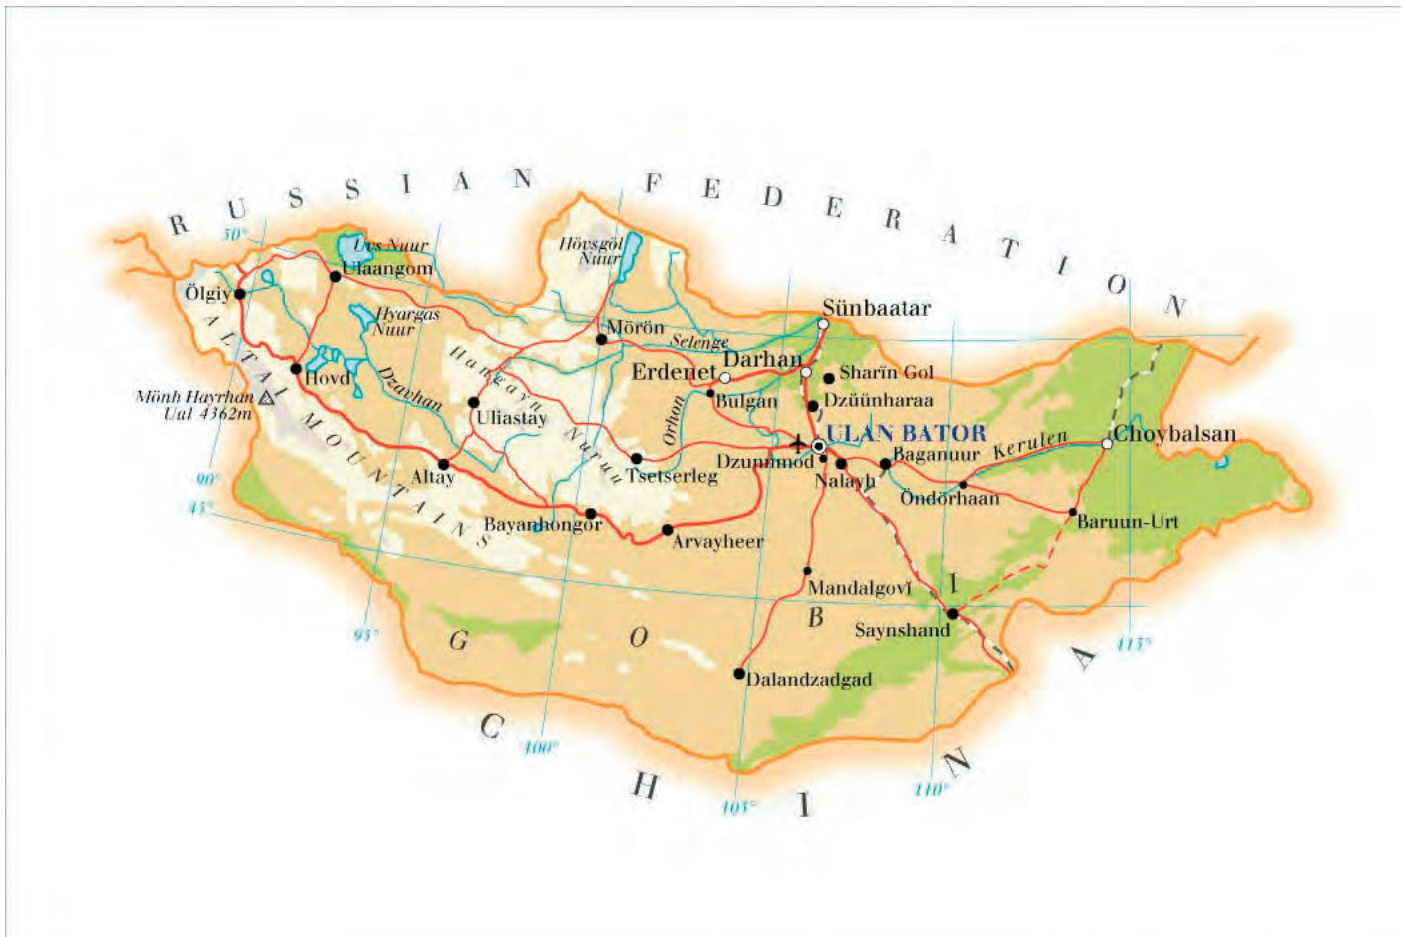 RUSSIAN FEDERATION
50°
Uvs Nuur
Ulaangom
Ölgiy
Hyargas
Nuur
Hövsgöl
Nuur
Mörön
Selenge
Sünbaatar
Erdenet
Darhan
Sharïn Gol
Bulgan
Dzüünharaa
ALTAI MOUNTAINS
Hovd
Mönh Hayrhan
Uul 4362m
Dzavhan
Hangayn Nuruu
Uliastay
Orhon
ULAN BATOR
Kerulen
Choybalsan
Altay
Tsetserleg
Dzuunmod
Nalayh
Baganuur
Öndörhaan
90°
45°
Bayanhongor
Arvayheer
Baruun-Urt
Mandalgovĭ
GOBI
Saynshand
95°
115°
Dalandzadgad
CHINA
100°
105°
110°